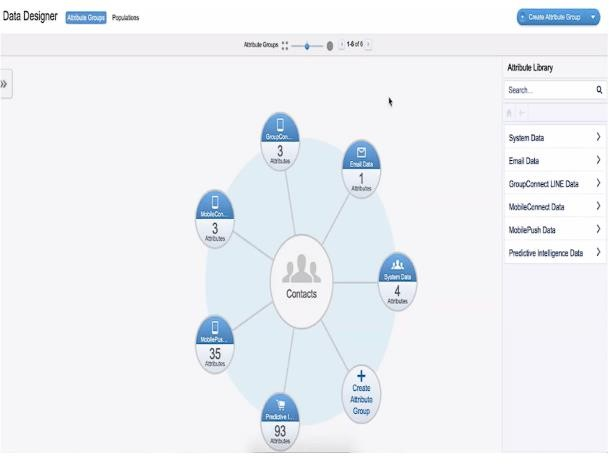 Data Designer Attribute Groups Populations
+ Create Attribute Group
Attribute Groups 1-6 of 6
Attribute Library
Search...
System Data
Email Data
GroupConnect LINE Data
MobileConnect Data
MobilePush Data
Predictive Intelligence Data
GroupCon...
3
Attributes
Email Data
1
Attributes
MobileCon...
3
Attributes
System Data
4
Attributes
Contacts
MobilePus...
35
Attributes
+
Create
Attribute
Group
Predictive I...
93
Attributes